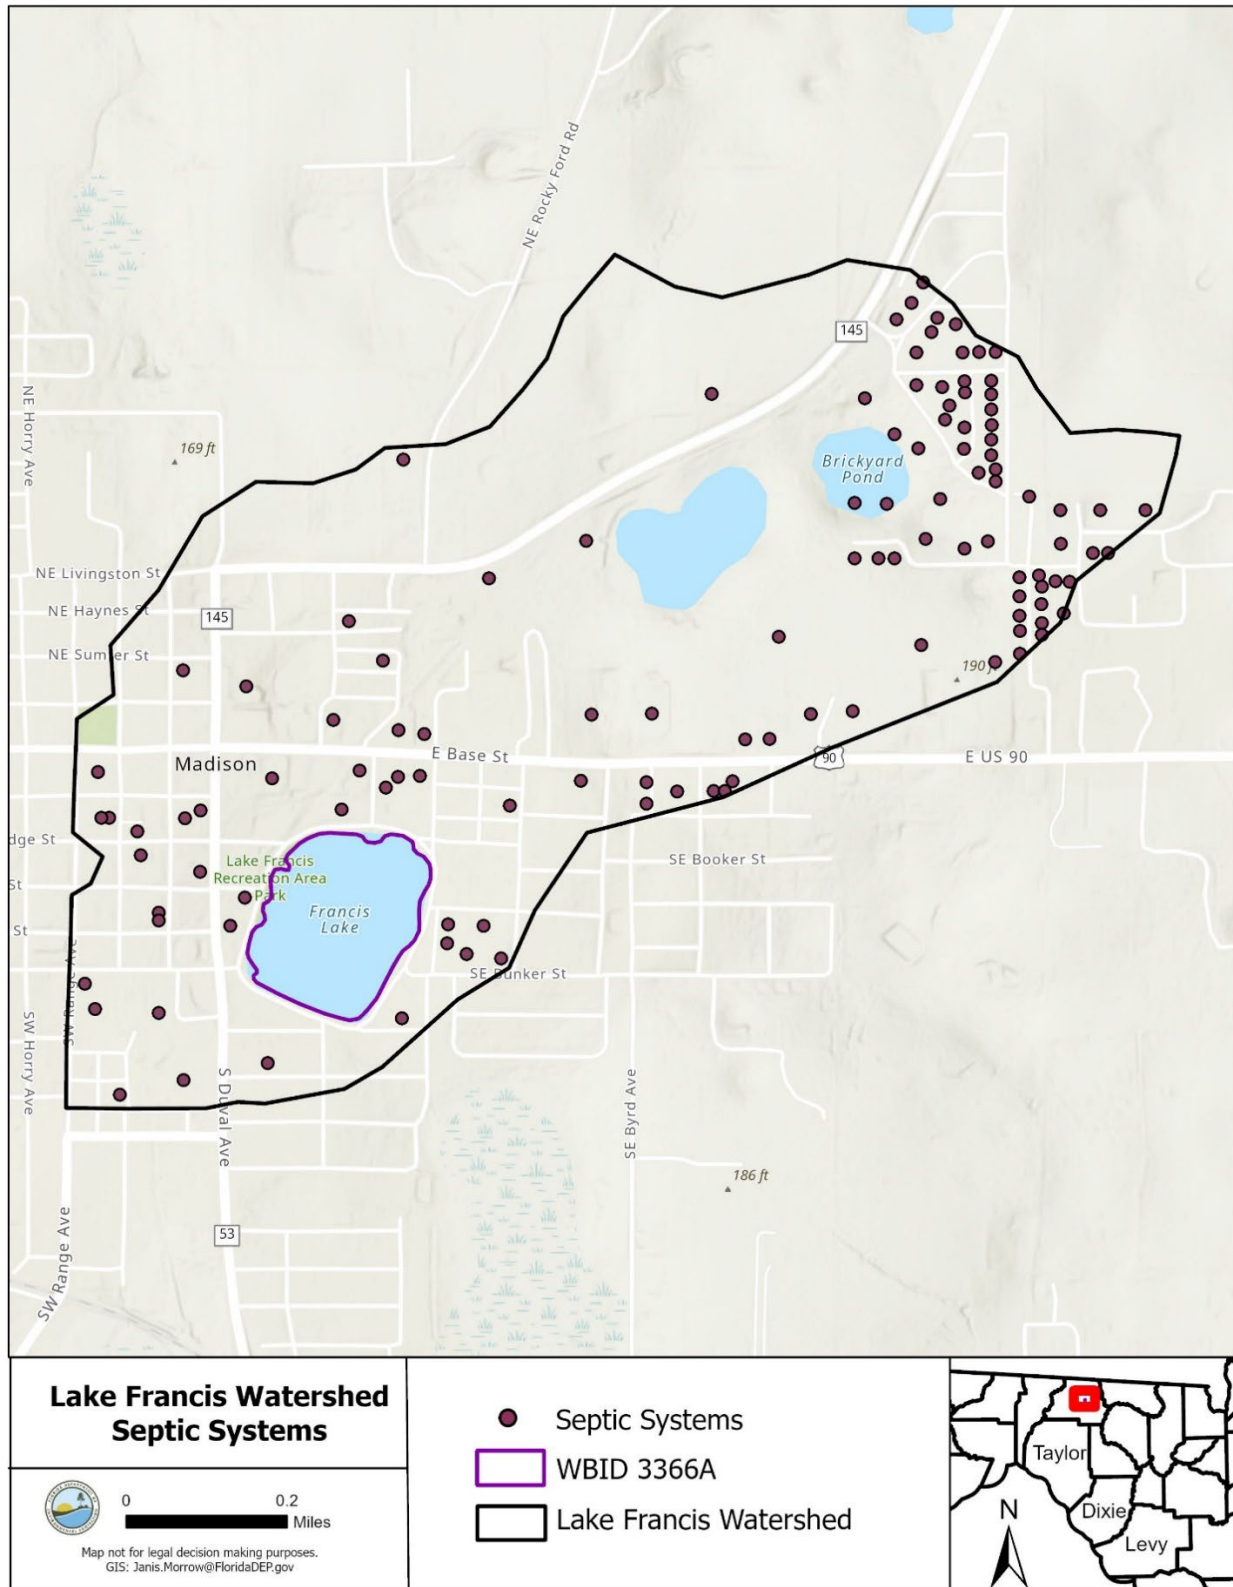 NE Rocky Ford Rd
145
NE Horry Ave
169 ft
Brickyard
Pond
NE Livingston St
NE Haynes St
145
NE Sumter St
190 ft
E Base St
Madison
90
E US 90
dge St
SE Booker St
Lake Francis
Recreation Area
Park
St
Francis
Lake
St
SE Bunker St
SW Range Ave
SW Horry Ave
S Duval Ave
SE Byrd Ave
186 ft
53
SW Range Ave
Lake Francis Watershed
Septic Systems
0 0.2
Miles
Map not for legal decision making purposes.
GIS: Janis.Morrow@FloridaDEP.gov
Septic Systems
WBID 3366A
Lake Francis Watershed
Taylor
Dixie
Levy
N